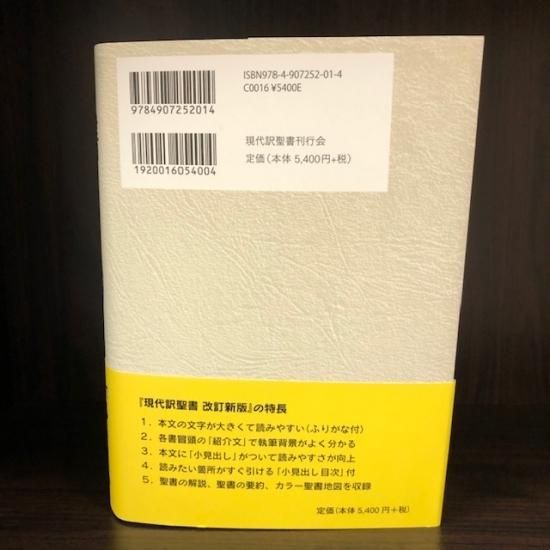 ISBN978-4-907252-01-4
C0016 ¥5400E
9784907252014
現代訳聖書刊行会
定価（本体 5,400円+税）
1920016054004
『現代訳聖書 改訂新版』の特長
1．本文の文字が大きくて読みやすい（ふりがな付）
2．各書冒頭の「紹介文」で執筆背景がよく分かる
3．本文に「小見出し」がついて読みやすさが向上
4．読みたい箇所がすぐ引ける「小見出し目次」付
5．聖書の解説、聖書の要約、カラー聖書地図を収録
定価（本体 5,400円+税）